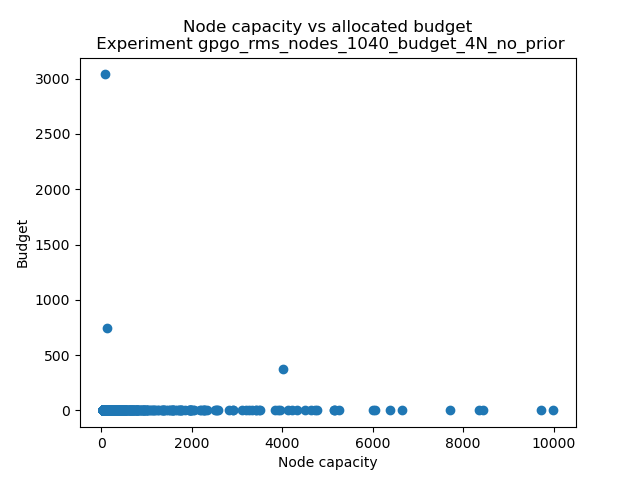 Node capacity vs allocated budget
Experiment gpgo_rms_nodes_1040_budget_4N_no_prior
3000
2500
2000
1500
1000
500
0
Budget
0 2000 4000 6000 8000 10000
Node capacity